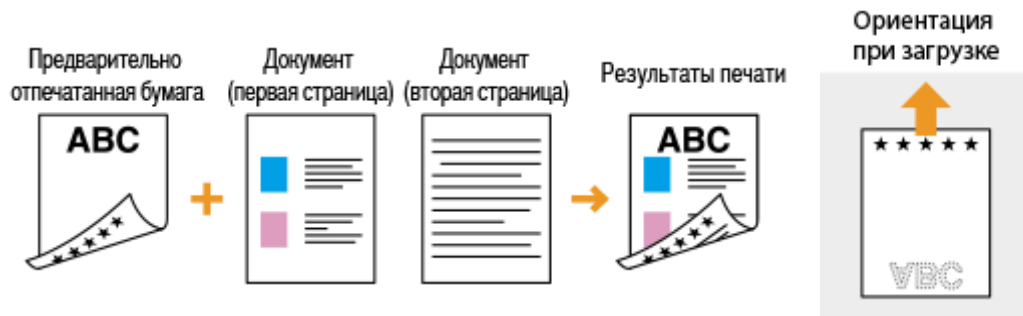 Предварительно
отпечатанная бумага
Документ
(первая страница)
Документ
(вторая страница)
Результаты печати
Ориентация
при загрузке
ABC
ABC
ABC